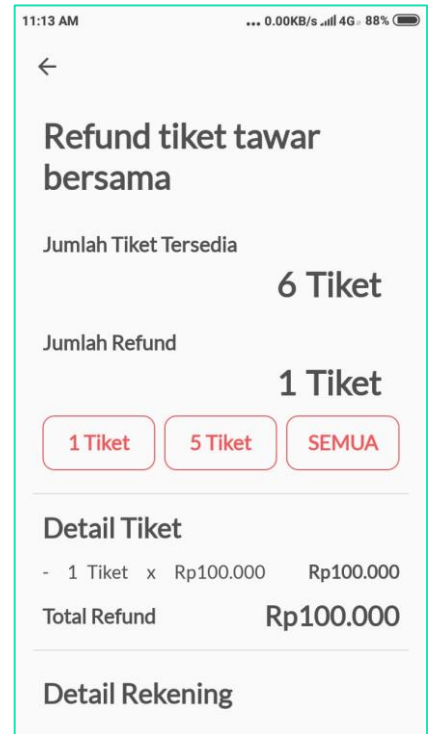 11:13 AM ... 0.00KB/s 4G 88%
Refund tiket tawar
bersama
Jumlah Tiket Tersedia
6 Tiket
Jumlah Refund
1 Tiket
1 Tiket 5 Tiket SEMUA
Detail Tiket
- 1 Tiket x Rp100.000 Rp100.000
Total Refund Rp100.000
Detail Rekening